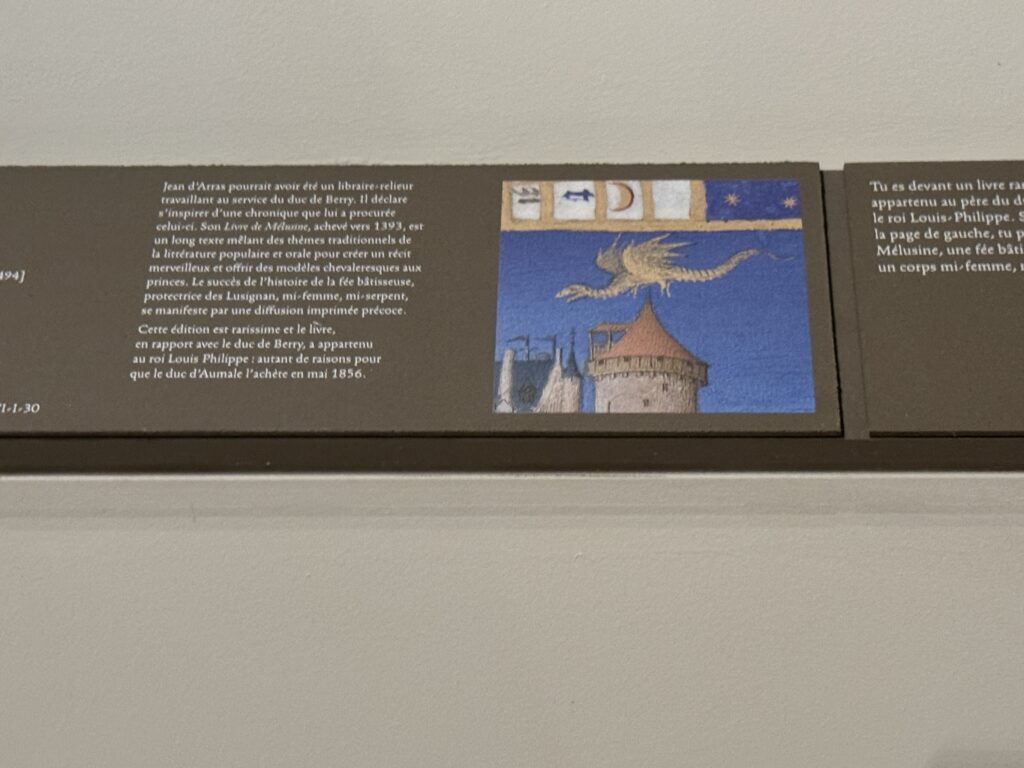 494]
1-1-30
Jean d'Arras pourrait avoir été un libraire-relieur
travaillant au service du duc de Berry. Il déclare
s'inspirer d'une chronique que lui a procurée
celui-ci. Son Livre de Mélusine, achevé vers 1393, est
un long texte mêlant des thèmes traditionnels de
la littérature populaire et orale pour créer un récit
merveilleux et offrir des modèles chevaleresques aux
princes. Le succès de l'histoire de la fée bâtisseuse,
protectrice des Lusignan, mi-femme, mi-serpent,
se manifeste par une diffusion imprimée précoce.
Cette édition est rarissime et le livre,
en rapport avec le duc de Berry, a appartenu
au roi Louis Philippe : autant de raisons pour
que le duc d'Aumale l'achète en mai 1856.
Tu es devant un livre ra
appartenu au père du d
le roi Louis-Philippe. S
la page de gauche, tu p
Mélusine, une fée bâti
un corps mi-femme,